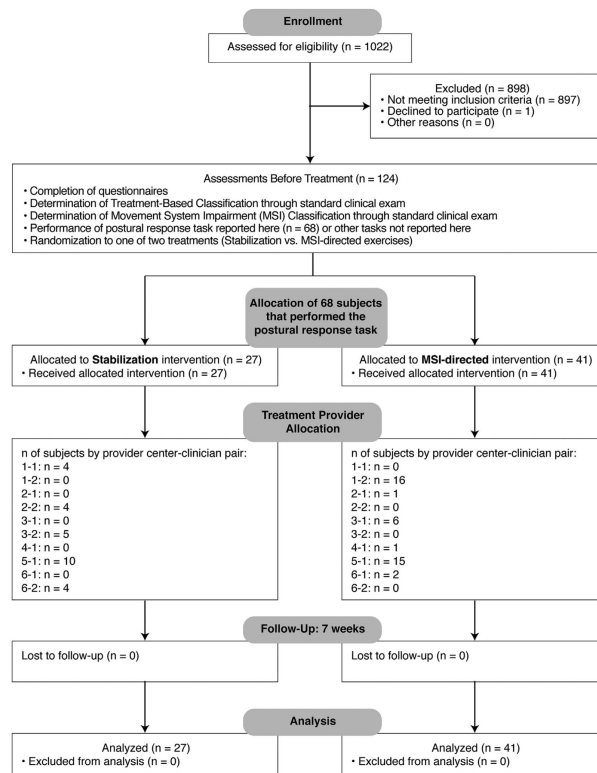 Enrollment
Assessed for eligibility (n = 1022)
Excluded (n = 898)
• Not meeting inclusion criteria (n = 897)
• Declined to participate (n = 1)
• Other reasons (n = 0)
Assessments Before Treatment (n = 124)
• Completion of questionnaires
• Determination of Treatment-Based Classification through standard clinical exam
• Determination of Movement System Impairment (MSI) Classification through standard clinical exam
• Performance of postural response task reported here (n = 68) or other tasks not reported here
• Randomization to one of two treatments (Stabilization vs. MSI-directed exercises)
Allocation of 68 subjects
that performed the
postural response task
Allocated to Stabilization intervention (n = 27)
• Received allocated intervention (n = 27)
Allocated to MSI-directed intervention (n = 41)
• Received allocated intervention (n = 41)
Treatment Provider
Allocation
n of subjects by provider center-clinician pair:
1-1: n = 4
1-2: n = 0
2-1: n = 0
2-2: n = 4
3-1: n = 0
3-2: n = 5
4-1: n = 0
5-1: n = 10
6-1: n = 0
6-2: n = 4
n of subjects by provider center-clinician pair:
1-1: n = 0
1-2: n = 16
2-1: n = 1
2-2: n = 0
3-1: n = 6
3-2: n = 0
4-1: n = 1
5-1: n = 15
6-1: n = 2
6-2: n = 0
Follow-Up: 7 weeks
Lost to follow-up (n = 0)
Lost to follow-up (n = 0)
Analysis
Analyzed (n = 27)
• Excluded from analysis (n = 0)
Analyzed (n = 41)
• Excluded from analysis (n = 0)